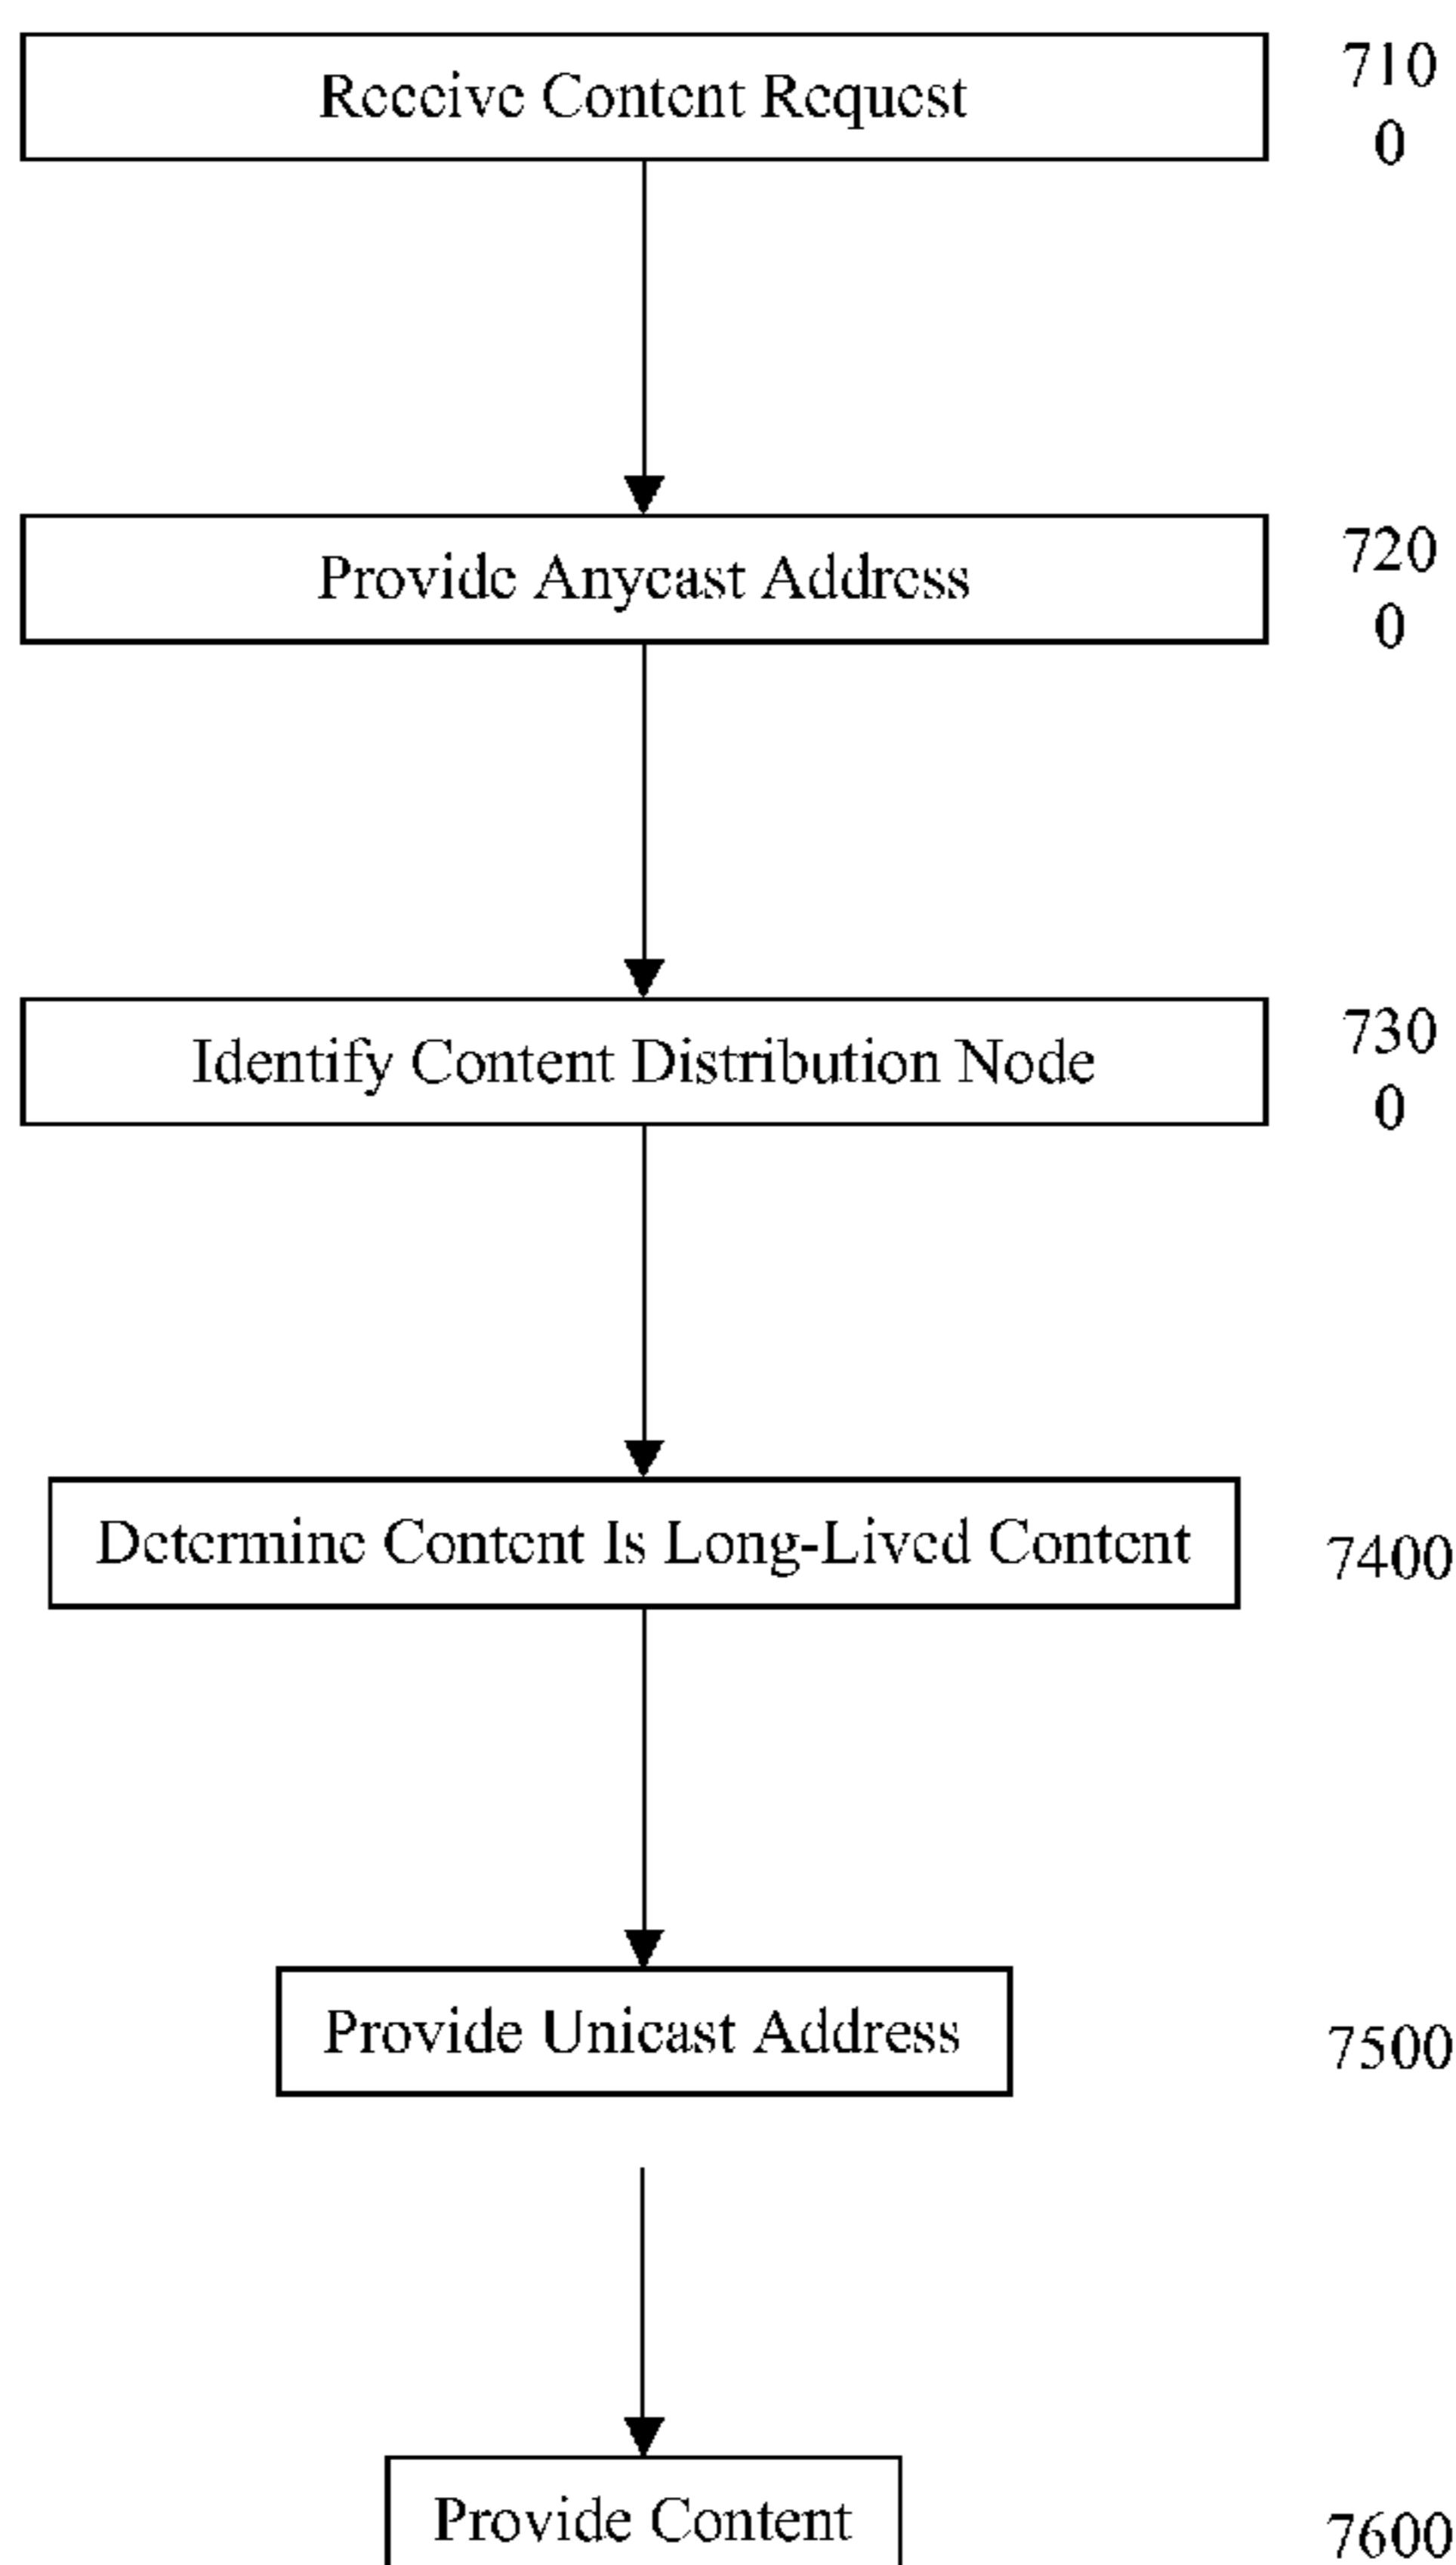 Receive Content Request
710
0
Provide Anycast Address
720
0
Identify Content Distribution Node
730
0
Determine Content Is Long-Lived Content
7400
Provide Unicast Address
7500
Provide Content
7600